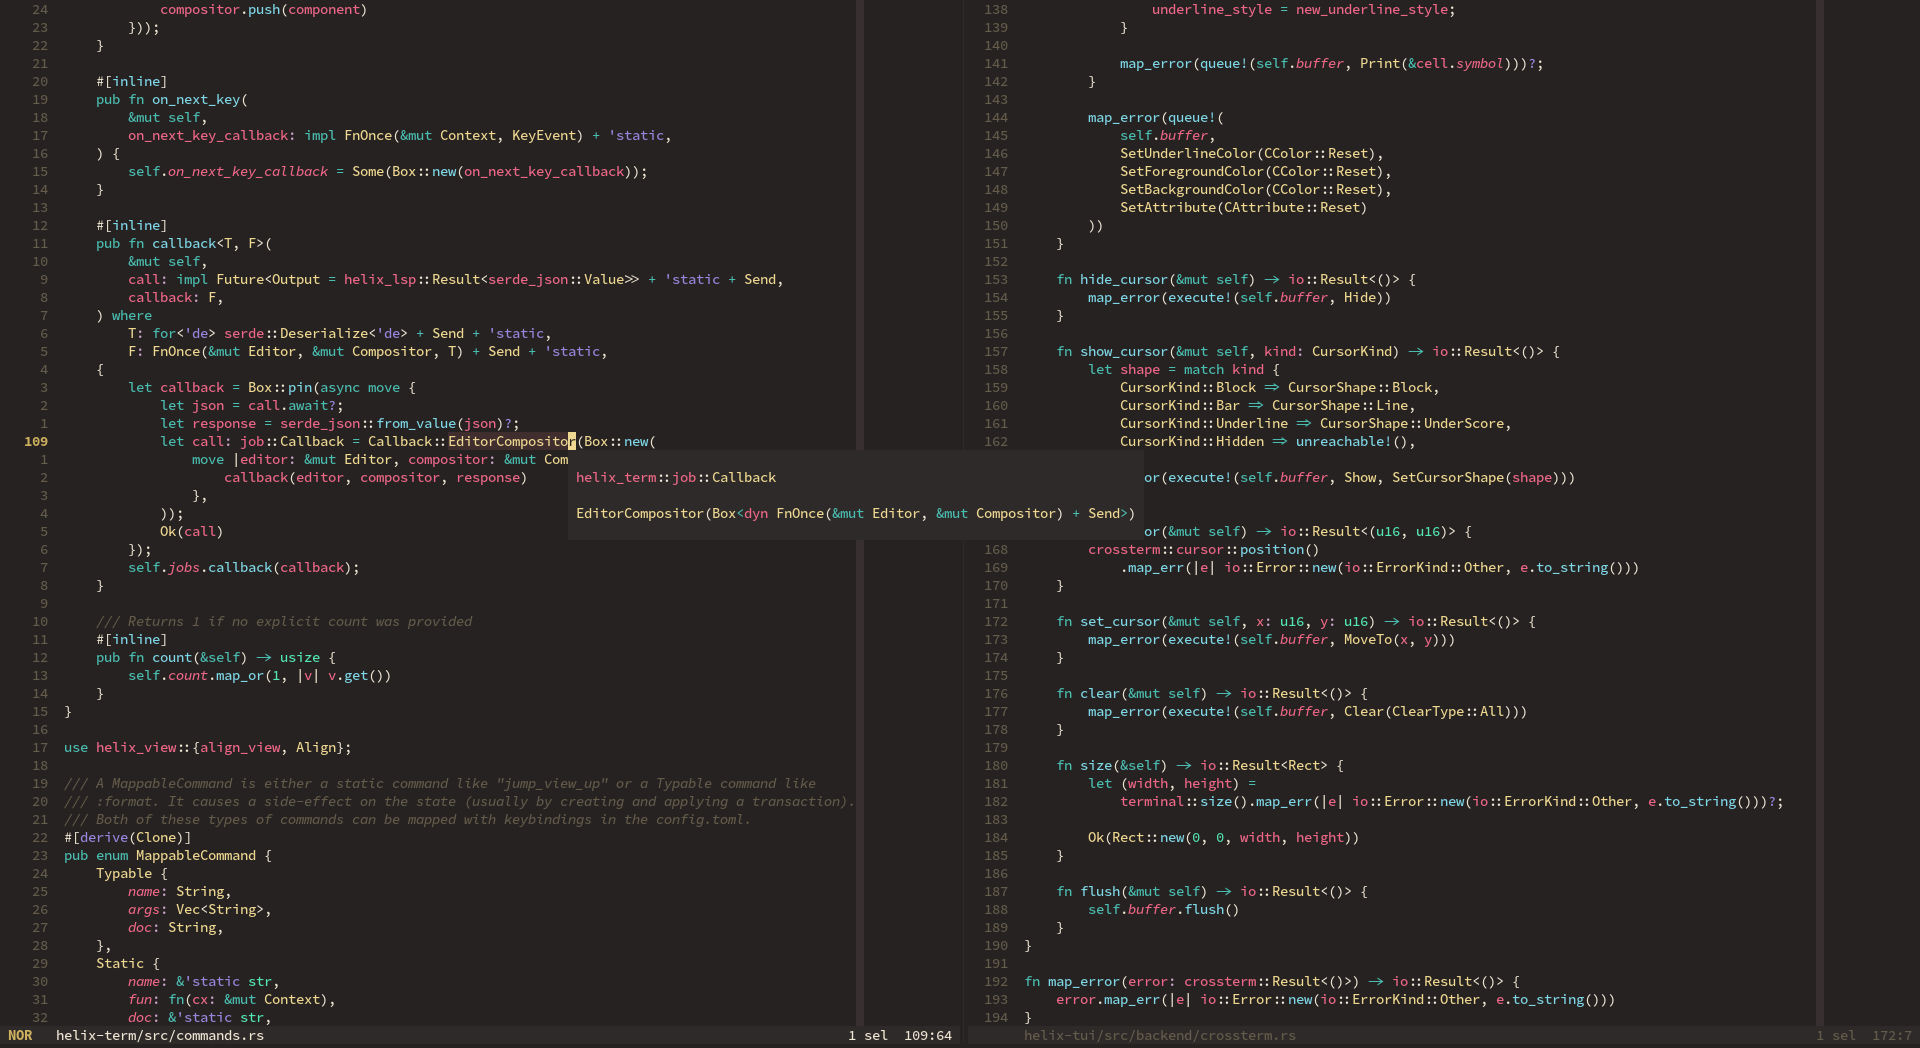 24             compositor.push(component)
23         }));
22     }
21
20     #[inline]
19     pub fn on_next_key(
18         &mut self,
17         on_next_key_callback: impl FnOnce(&mut Context, KeyEvent) + 'static,
16     ) {
15         self.on_next_key_callback = Some(Box::new(on_next_key_callback));
14     }
13
12     #[inline]
11     pub fn callback<T, F>(
10         &mut self,
9         call: impl Future<Output = helix_lsp::Result<serde_json::Value>> + 'static + Send,
8         callback: F,
7     ) where
6         T: for<'de> serde::Deserialize<'de> + Send + 'static,
5         F: FnOnce(&mut Editor, &mut Compositor, T) + Send + 'static,
4     {
3         let callback = Box::pin(async move {
2             let json = call.await?;
1             let response = serde_json::from_value(json)?;
109             let call: job::Callback = Callback::EditorCompositor(Box::new(
1                 move |editor: &mut Editor, compositor: &mut Com
2                     callback(editor, compositor, response)
3                 },
4             ));
5             Ok(call)
6         });
7         self.jobs.callback(callback);
8     }
9
10     /// Returns 1 if no explicit count was provided
11     #[inline]
12     pub fn count(&self) -> usize {
13         self.count.map_or(1, |v| v.get())
14     }
15 }
16
17 use helix_view::{align_view, Align};
18
19 /// A MappableCommand is either a static command like "jump_view_up" or a Typable command like
20 /// :format. It causes a side-effect on the state (usually by creating and applying a transaction).
21 /// Both of these types of commands can be mapped with keybindings in the config.toml.
22 #[derive(Clone)]
23 pub enum MappableCommand {
24     Typable {
25         name: String,
26         args: Vec<String>,
27         doc: String,
28     },
29     Static {
30         name: &'static str,
31         fun: fn(cx: &mut Context),
32         doc: &'static str,
NOR   helix-term/src/commands.rs   1 sel  109:64
helix_term::job::Callback
EditorCompositor(Box<dyn FnOnce(&mut Editor, &mut Compositor) + Send>)
138                 underline_style = new_underline_style;
139             }
140
141             map_error(queue!(self.buffer, Print(&cell.symbol)))?;
142         }
143
144         map_error(queue!(
145             self.buffer,
146             SetUnderlineColor(CColor::Reset),
147             SetForegroundColor(CColor::Reset),
148             SetBackgroundColor(CColor::Reset),
149             SetAttribute(CAttribute::Reset)
150         ))
151     }
152
153     fn hide_cursor(&mut self) -> io::Result<()> {
154         map_error(execute!(self.buffer, Hide))
155     }
156
157     fn show_cursor(&mut self, kind: CursorKind) -> io::Result<()> {
158         let shape = match kind {
159             CursorKind::Block => CursorShape::Block,
160             CursorKind::Bar => CursorShape::Line,
161             CursorKind::Underline => CursorShape::UnderScore,
162             CursorKind::Hidden => unreachable!(),
or(execute!(self.buffer, Show, SetCursorShape(shape)))
or(&mut self) -> io::Result<(u16, u16)> {
168         crossterm::cursor::position()
169             .map_err(|e| io::Error::new(io::ErrorKind::Other, e.to_string()))
170     }
171
172     fn set_cursor(&mut self, x: u16, y: u16) -> io::Result<()> {
173         map_error(execute!(self.buffer, MoveTo(x, y)))
174     }
175
176     fn clear(&mut self) -> io::Result<()> {
177         map_error(execute!(self.buffer, Clear(ClearType::All)))
178     }
179
180     fn size(&self) -> io::Result<Rect> {
181         let (width, height) =
182             terminal::size().map_err(|e| io::Error::new(io::ErrorKind::Other, e.to_string()))?;
183
184         Ok(Rect::new(0, 0, width, height))
185     }
186
187     fn flush(&mut self) -> io::Result<()> {
188         self.buffer.flush()
189     }
190 }
191
192 fn map_error(error: crossterm::Result<()>) -> io::Result<()> {
193     error.map_err(|e| io::Error::new(io::ErrorKind::Other, e.to_string()))
194 }
helix-tui/src/backend/crossterm.rs   1 sel  172:7